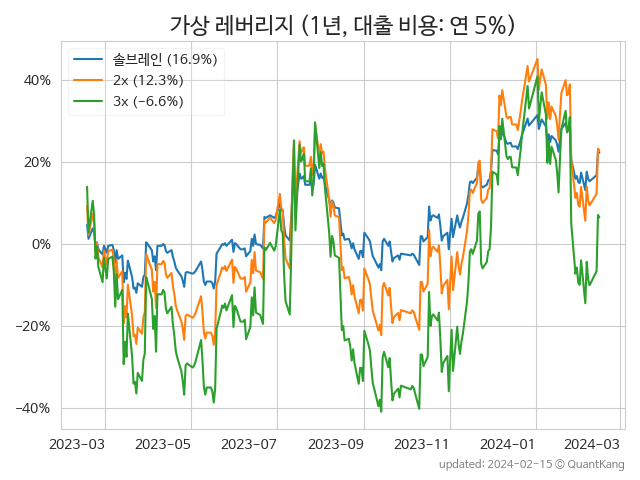 가상 레버리지 (1년, 대출 비용: 연 5%)
솔브레인 (16.9%)
2x (12.3%)
3x (−6.6%)
40%
20%
0%
−20%
−40%
2023−03 2023−05 2023−07 2023−09 2023−11 2024−01 2024−03
updated: 2024−02−15 © QuantKang